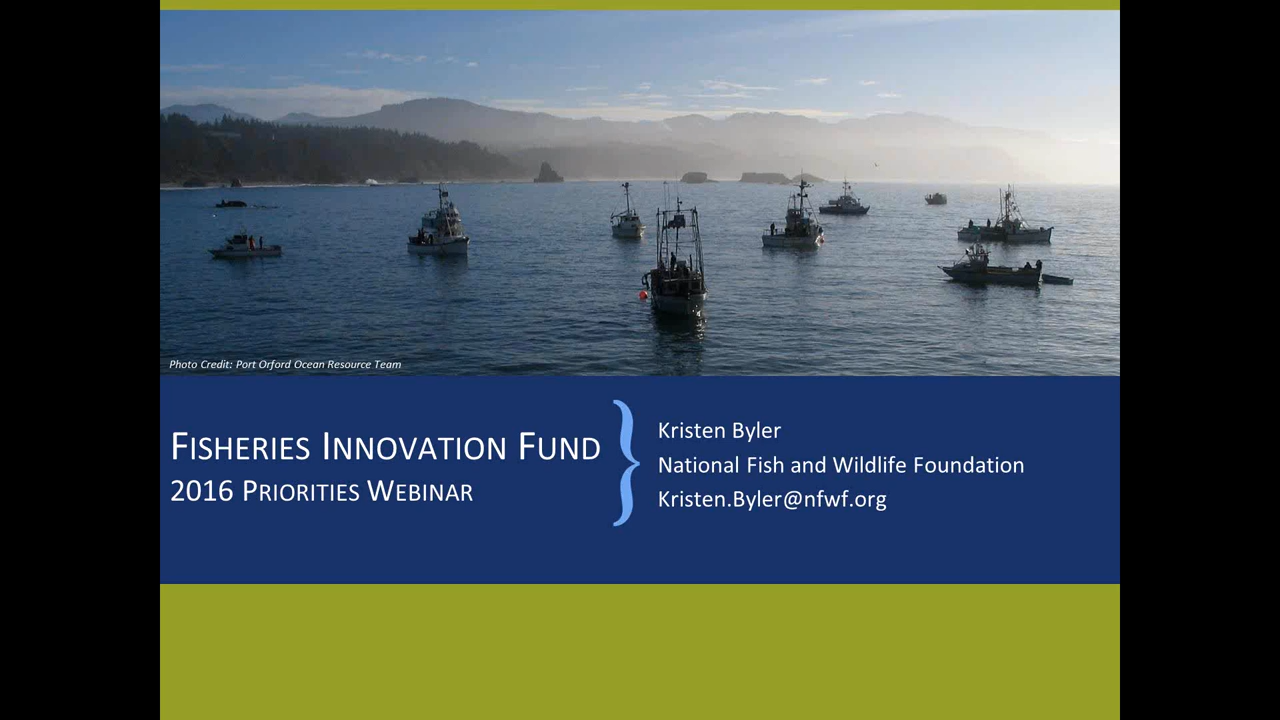 Photo Credit: Port Orford Ocean Resource Team
FISHERIES INNOVATION FUND
2016 PRIORITIES WEBINAR
Kristen Byler
National Fish and Wildlife Foundation
Kristen.Byler@nfwf.org